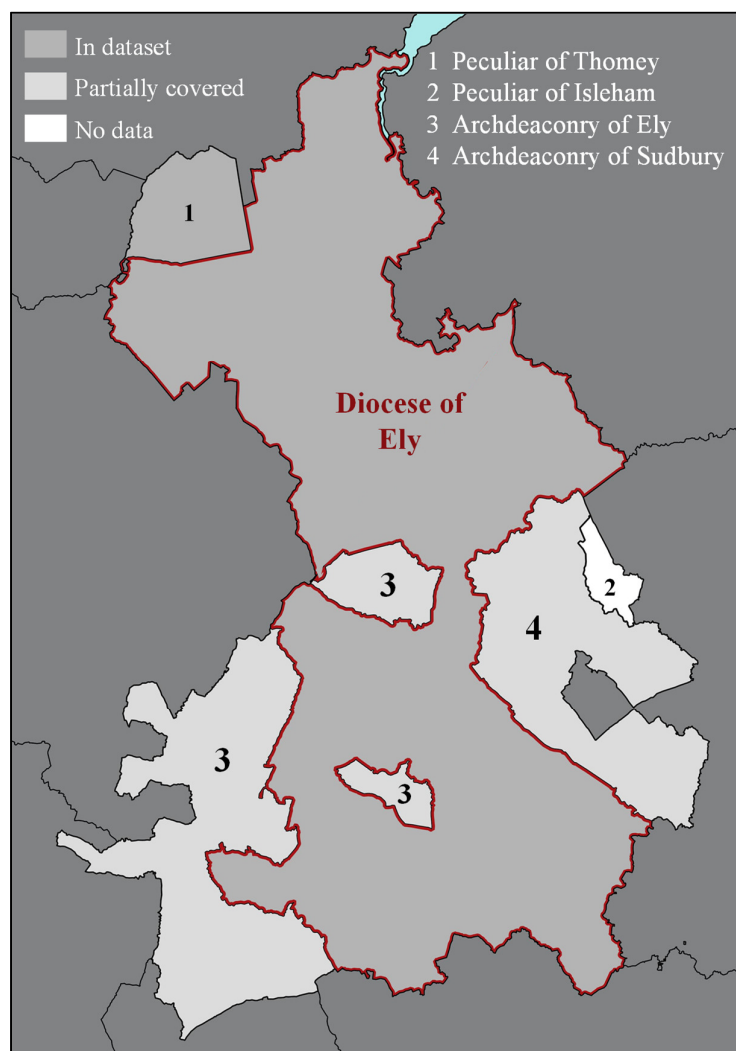 In dataset
Partially covered
No data
1 Peculiar of Thomey
2 Peculiar of Isleham
3 Archdeaconry of Ely
4 Archdeaconry of Sudbury
1
Diocese of
Ely
3
2
4
3
3